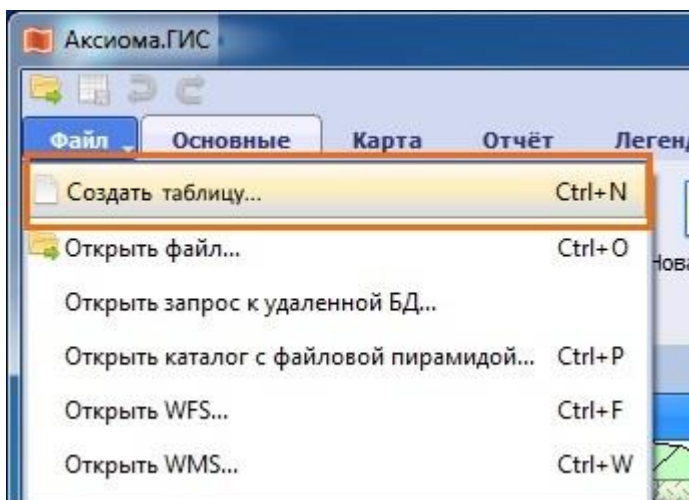 Аксиома.ГИС
Файл Основные Карта Отчёт
Создать таблицу... Ctrl+N
Открыть файл... Ctrl+O
Открыть запрос к удаленной БД...
Открыть каталог с файловой пирамидой... Ctrl+P
Открыть WFS... Ctrl+F
Открыть WMS... Ctrl+W